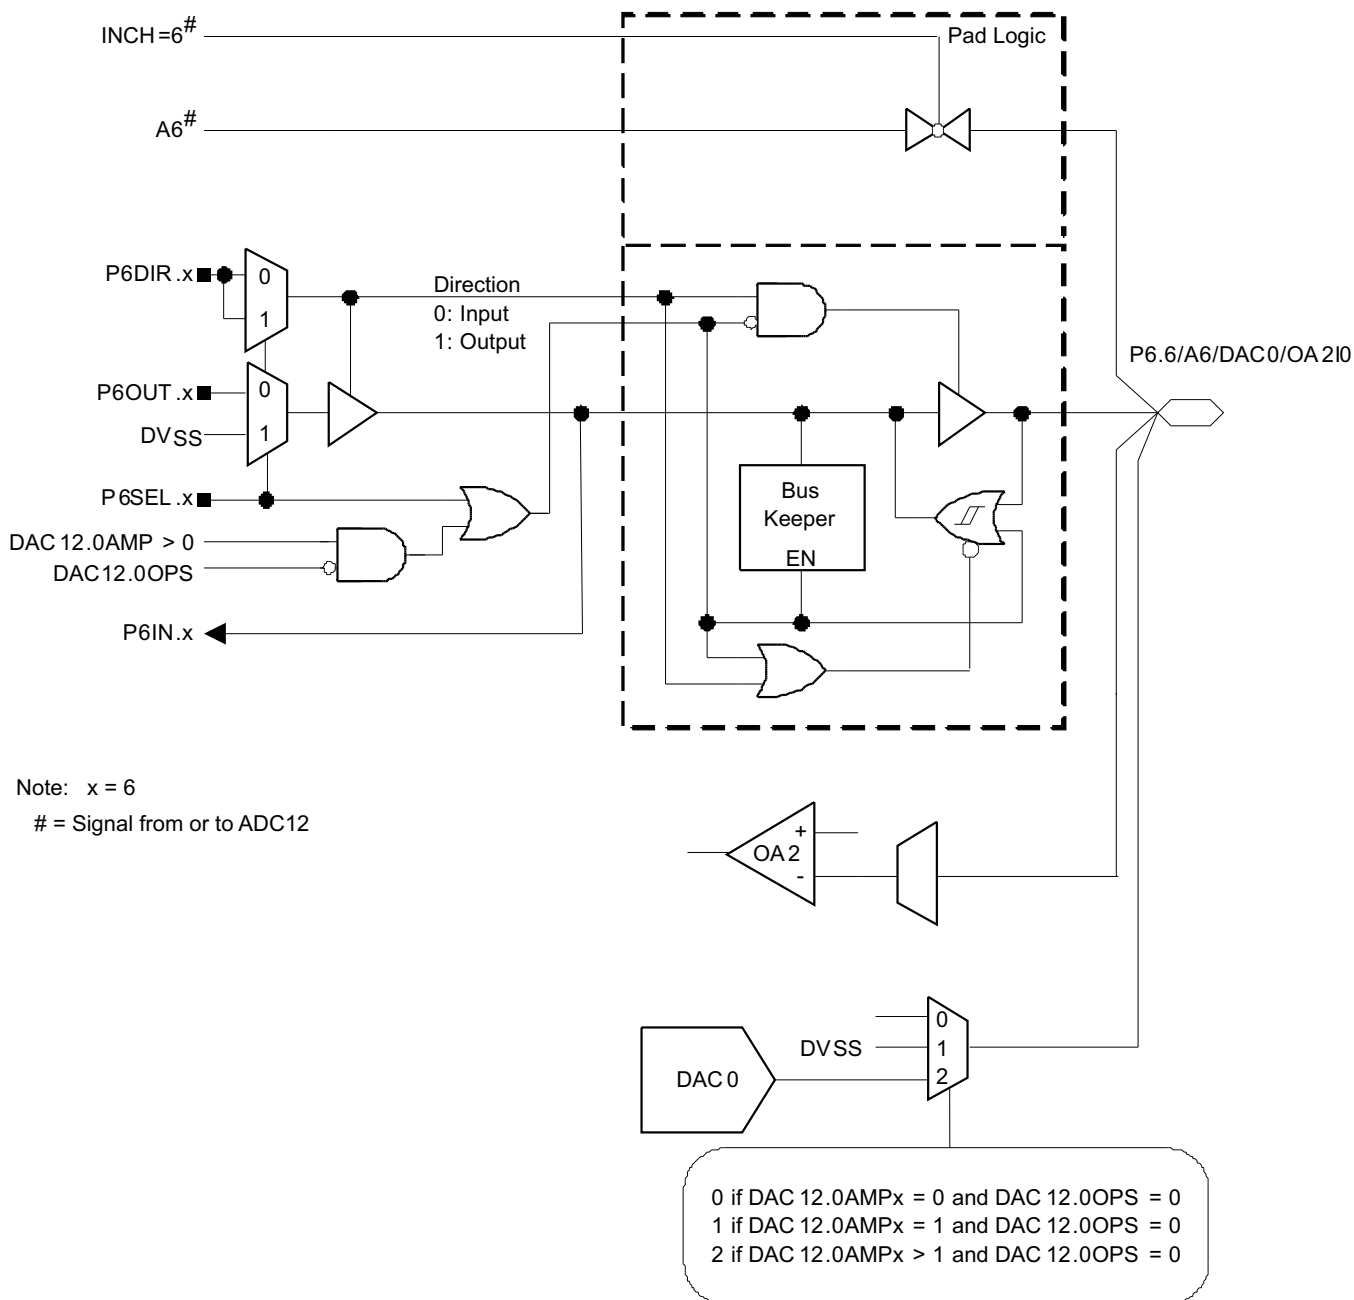 INCH=6#
Pad Logic
A6#
P6DIR.x
0
1
Direction
0: Input
1: Output
P6.6/A6/DAC0/OA2I0
P6OUT.x
0
DVSS
1
P6SEL.x
Bus
Keeper
EN
DAC12.0AMP > 0
DAC12.0OPS
P6IN.x
Note: x = 6
# = Signal from or to ADC12
+
OA2
-
0
DVSS
1
2
DAC0
0 if DAC12.0AMPx = 0 and DAC12.0OPS = 0
1 if DAC12.0AMPx = 1 and DAC12.0OPS = 0
2 if DAC12.0AMPx > 1 and DAC12.0OPS = 0